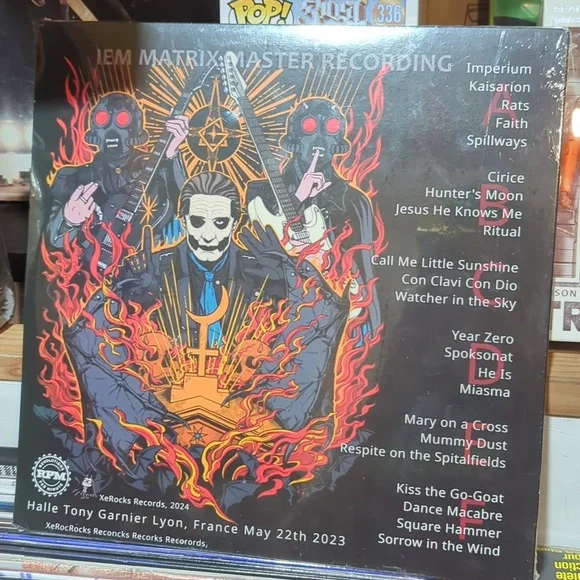 POP!
Ghost
336
IEM MATRIX MASTER RECORDING
Imperium
Kaisarion
Rats
Faith
Spillways
A
Cirice
Hunter's Moon
Jesus He Knows Me
Ritual
B
Call Me Little Sunshine
Con Clavi Con Dio
Watcher in the Sky
Year Zero
Spoksonat
He Is
Miasma
D
Mary on a Cross
Mummy Dust
Respite on the Spitalfields
E
Kiss the Go-Goat
Dance Macabre
Square Hammer
Sorrow in the Wind
F
RPM
XeRocks Records, 2024
Halle Tony Garnier Lyon, France May 22th 2023
XeRocRocks Reconcks Recorks Recorords,
SON
TR